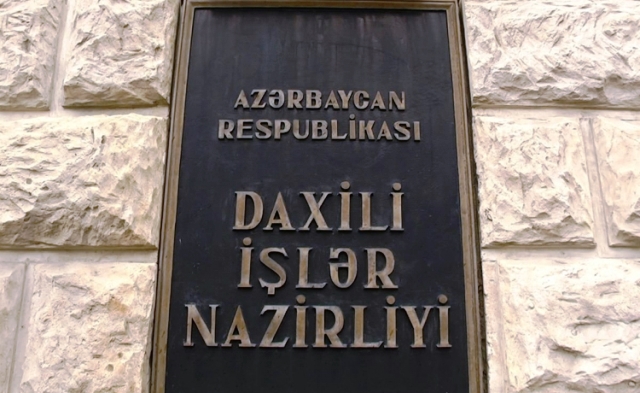 AZƏRBAYCAN
RESPUBLİKASI
DAXİLİ
İŞLƏR
NAZİRLİYİ